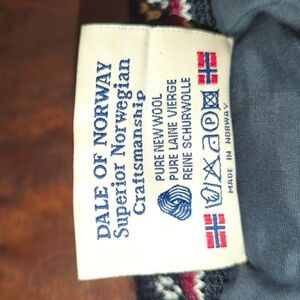 DALE OF NORWAY
Superior Norwegian
Craftsmanship
PURE NEW WOOL
PURE LAINE VIERGE
REINE SCHURWOLLE
A P
MADE IN NORWAY